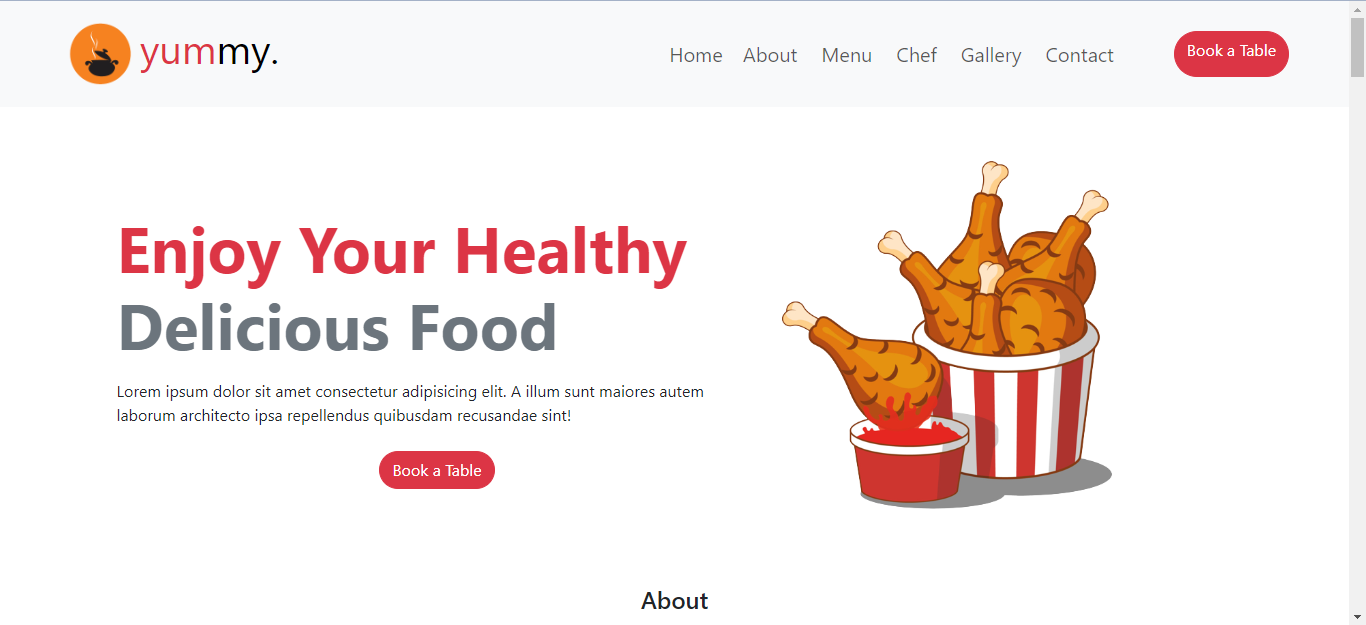 yummy.
Home About Menu Chef Gallery Contact
Book a Table
Enjoy Your Healthy
Delicious Food
Lorem ipsum dolor sit amet consectetur adipisicing elit. A illum sunt maiores autem
laborum architecto ipsa repellendus quibusdam recusandae sint!
Book a Table
About